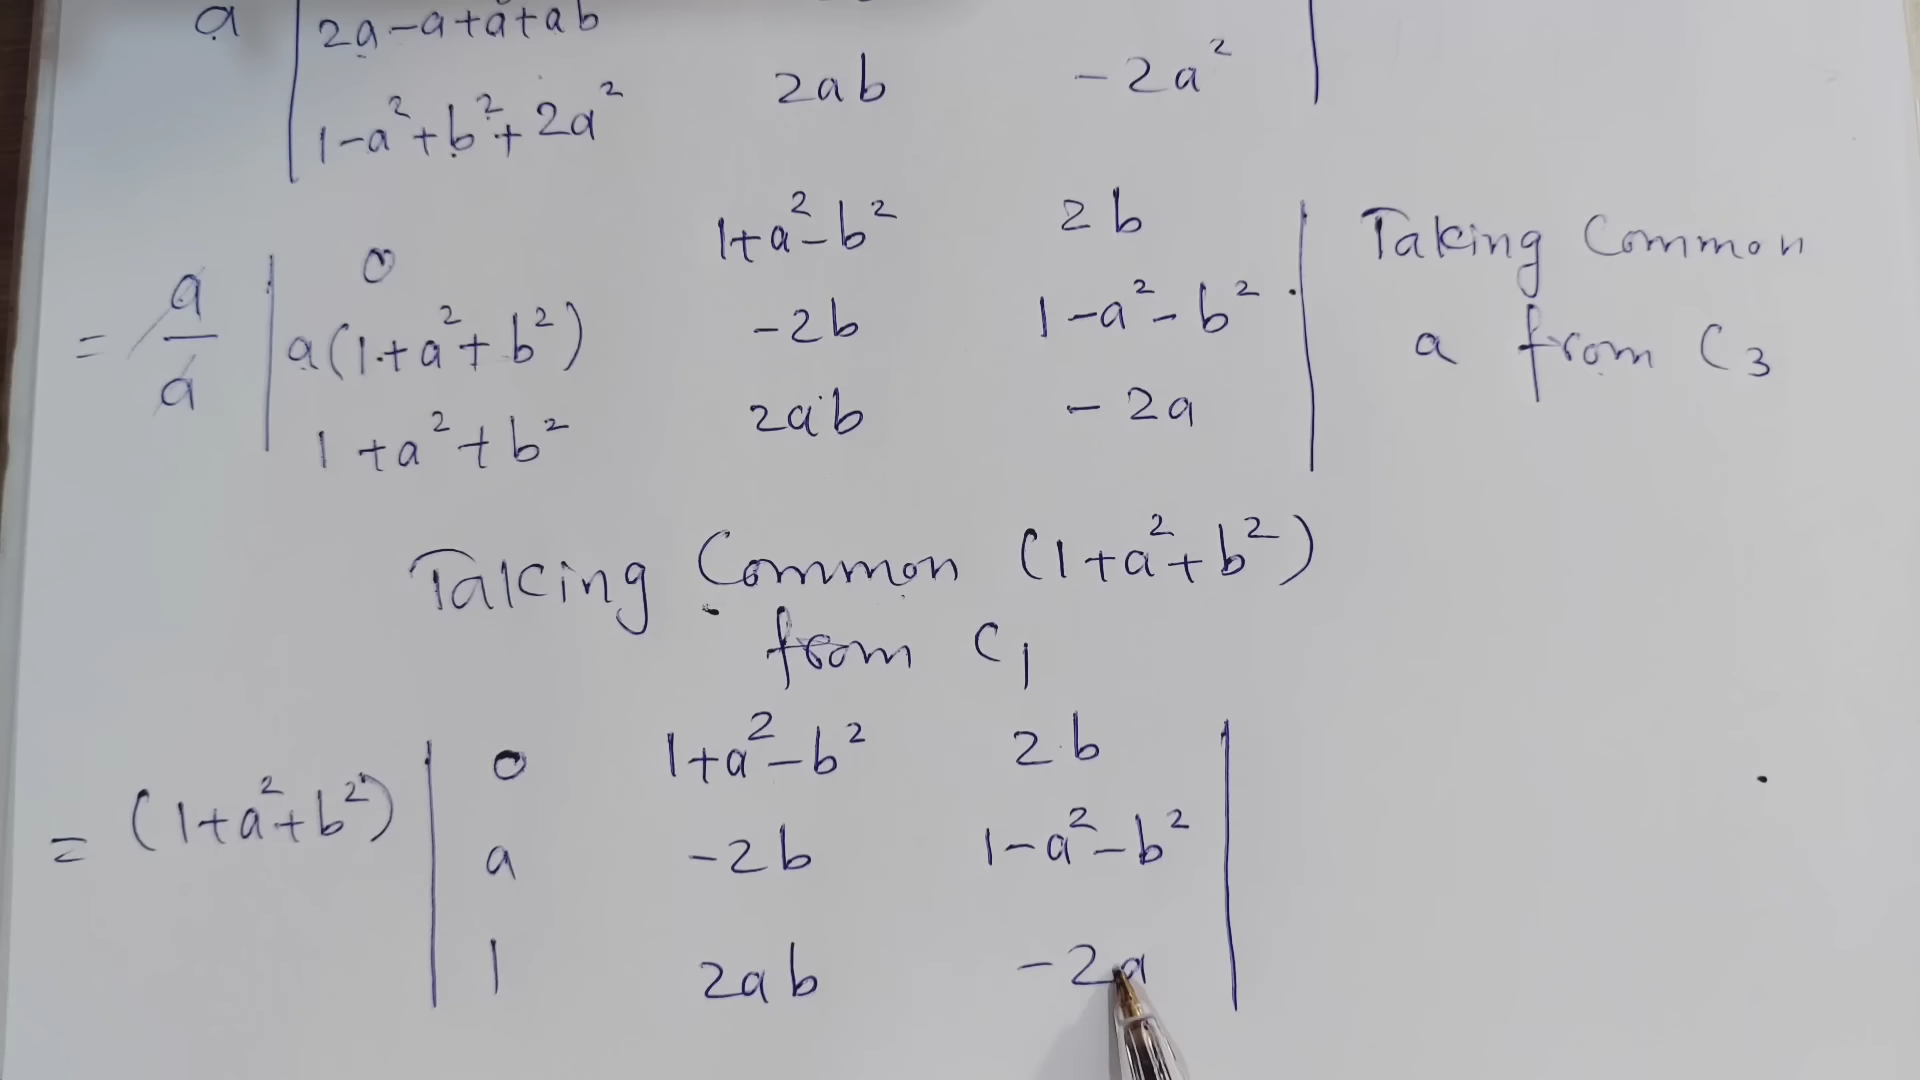 a | 2a-a+a+ab
2ab -2a² |
| 1-a²+b²+2a²
0 1+a²-b² 2b | Taking Common
= a/a | a(1+a²+b²) -2b 1-a²-b² | a from C3
1+a²+b² 2ab -2a
Taking Common (1+a²+b²)
from C1
0 1+a²-b² 2b
= (1+a²+b²) | a -2b 1-a²-b² |
1 2ab -2a